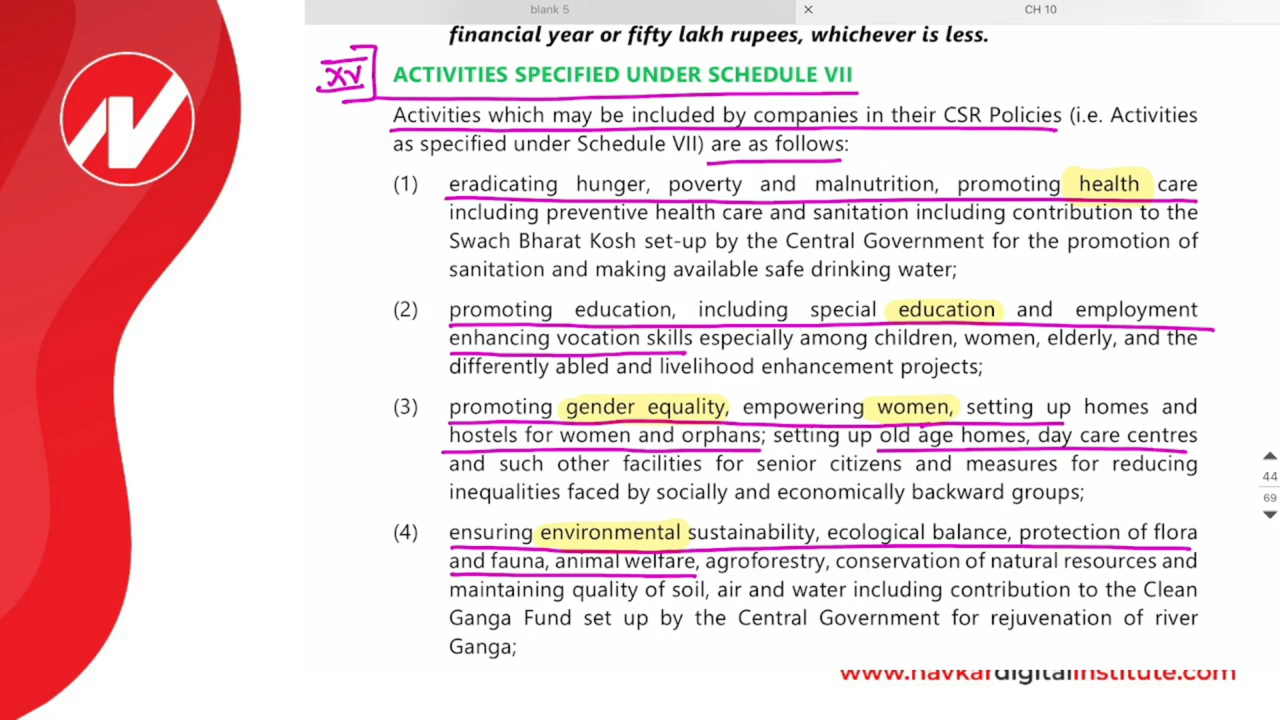 blank 5
× CH 10
financial year or fifty lakh rupees, whichever is less.
XV ACTIVITIES SPECIFIED UNDER SCHEDULE VII
Activities which may be included by companies in their CSR Policies (i.e. Activities
as specified under Schedule VII) are as follows:
(1) eradicating hunger, poverty and malnutrition, promoting health care
including preventive health care and sanitation including contribution to the
Swach Bharat Kosh set-up by the Central Government for the promotion of
sanitation and making available safe drinking water;
(2) promoting education, including special education and employment
enhancing vocation skills especially among children, women, elderly, and the
differently abled and livelihood enhancement projects;
(3) promoting gender equality, empowering women, setting up homes and
hostels for women and orphans; setting up old age homes, day care centres
and such other facilities for senior citizens and measures for reducing
inequalities faced by socially and economically backward groups;
(4) ensuring environmental sustainability, ecological balance, protection of flora
and fauna, animal welfare, agroforestry, conservation of natural resources and
maintaining quality of soil, air and water including contribution to the Clean
Ganga Fund set up by the Central Government for rejuvenation of river
Ganga;
44
69
www.navkardigitalinstitute.com